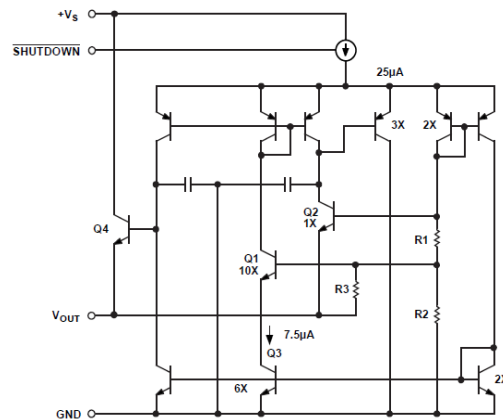 +VS
SHUTDOWN
25µA
3X
2X
Q2
1X
Q4
R1
Q1
10X
R3
R2
VOUT
7.5µA
Q3
6X
2X
GND